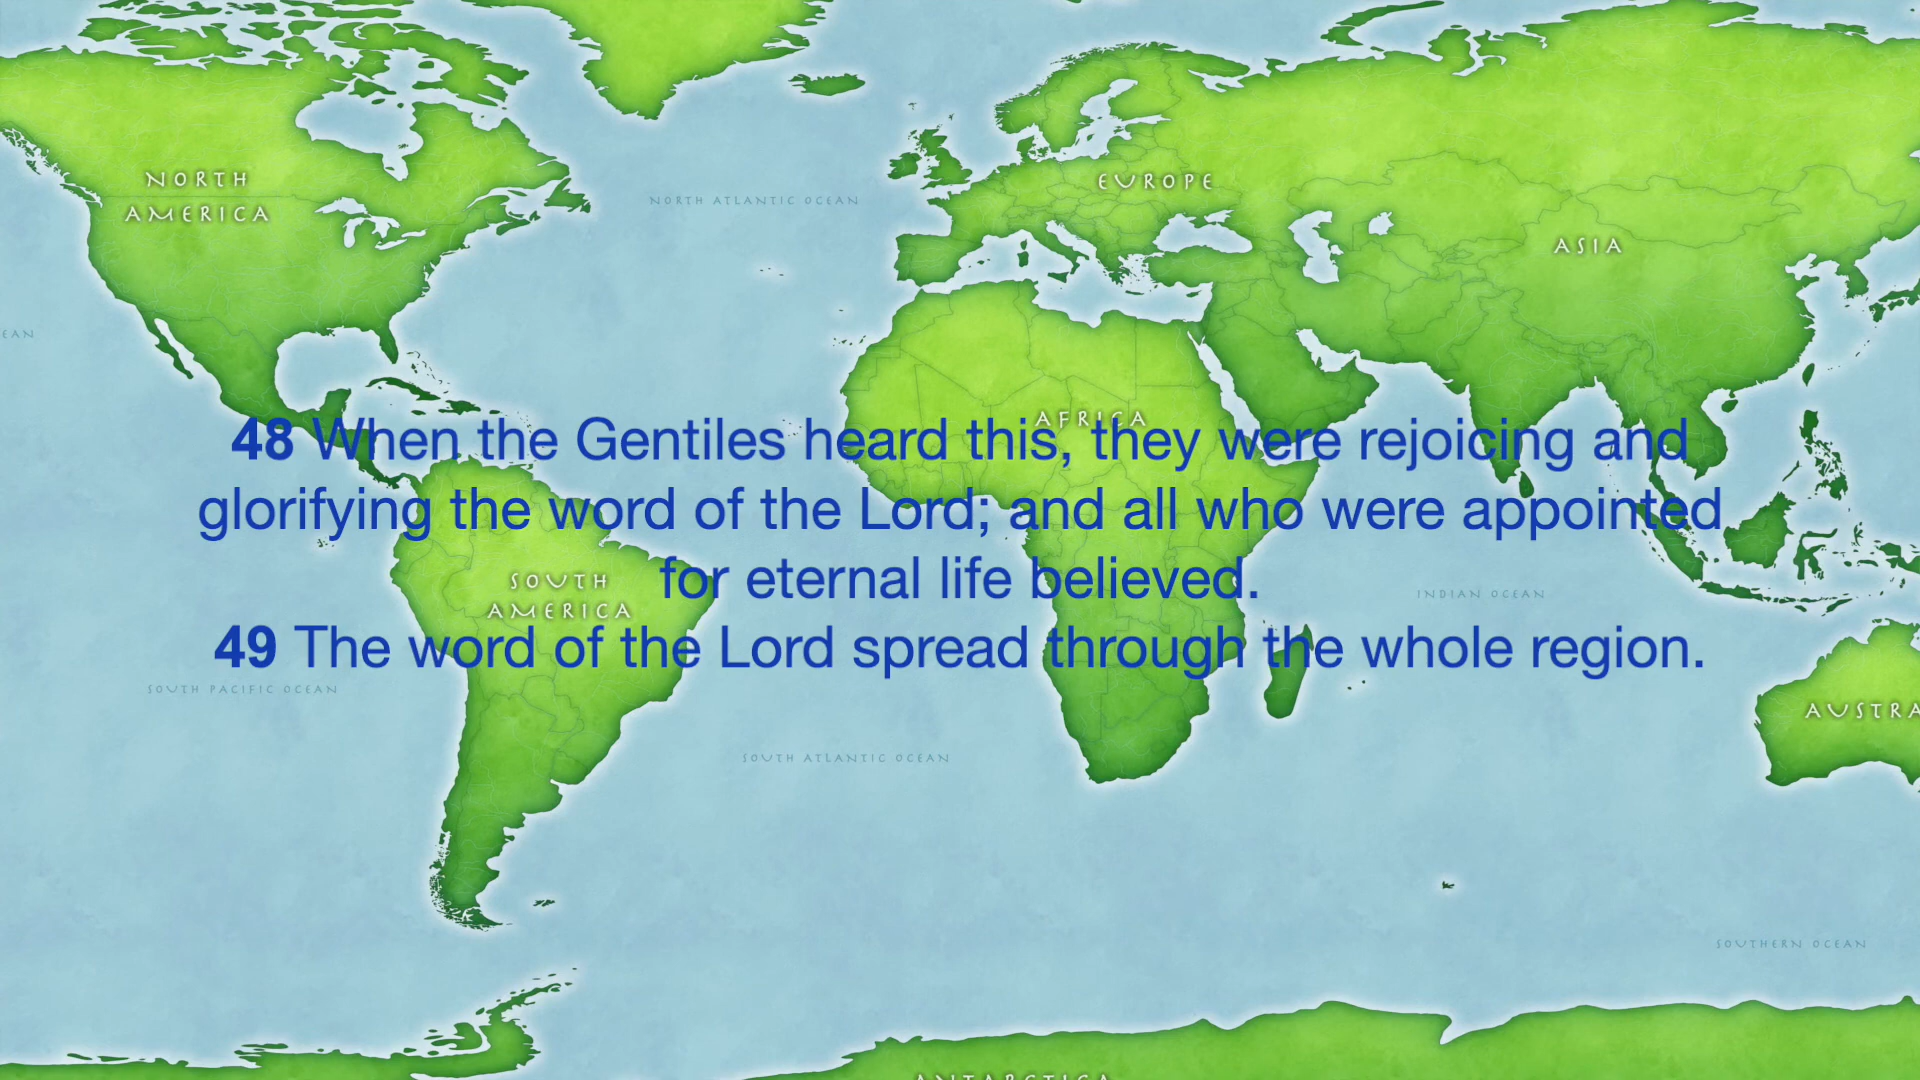 NORTH
AMERICA
NORTH ATLANTIC OCEAN
EUROPE
ASIA
EAN
AFRICA
48 When the Gentiles heard this, they were rejoicing and
glorifying the word of the Lord; and all who were appointed
for eternal life believed.
49 The word of the Lord spread through the whole region.
SOUTH
AMERICA
INDIAN OCEAN
SOUTH PACIFIC OCEAN
AUSTRA
SOUTH ATLANTIC OCEAN
SOUTHERN OCEAN
ANTARCTICA